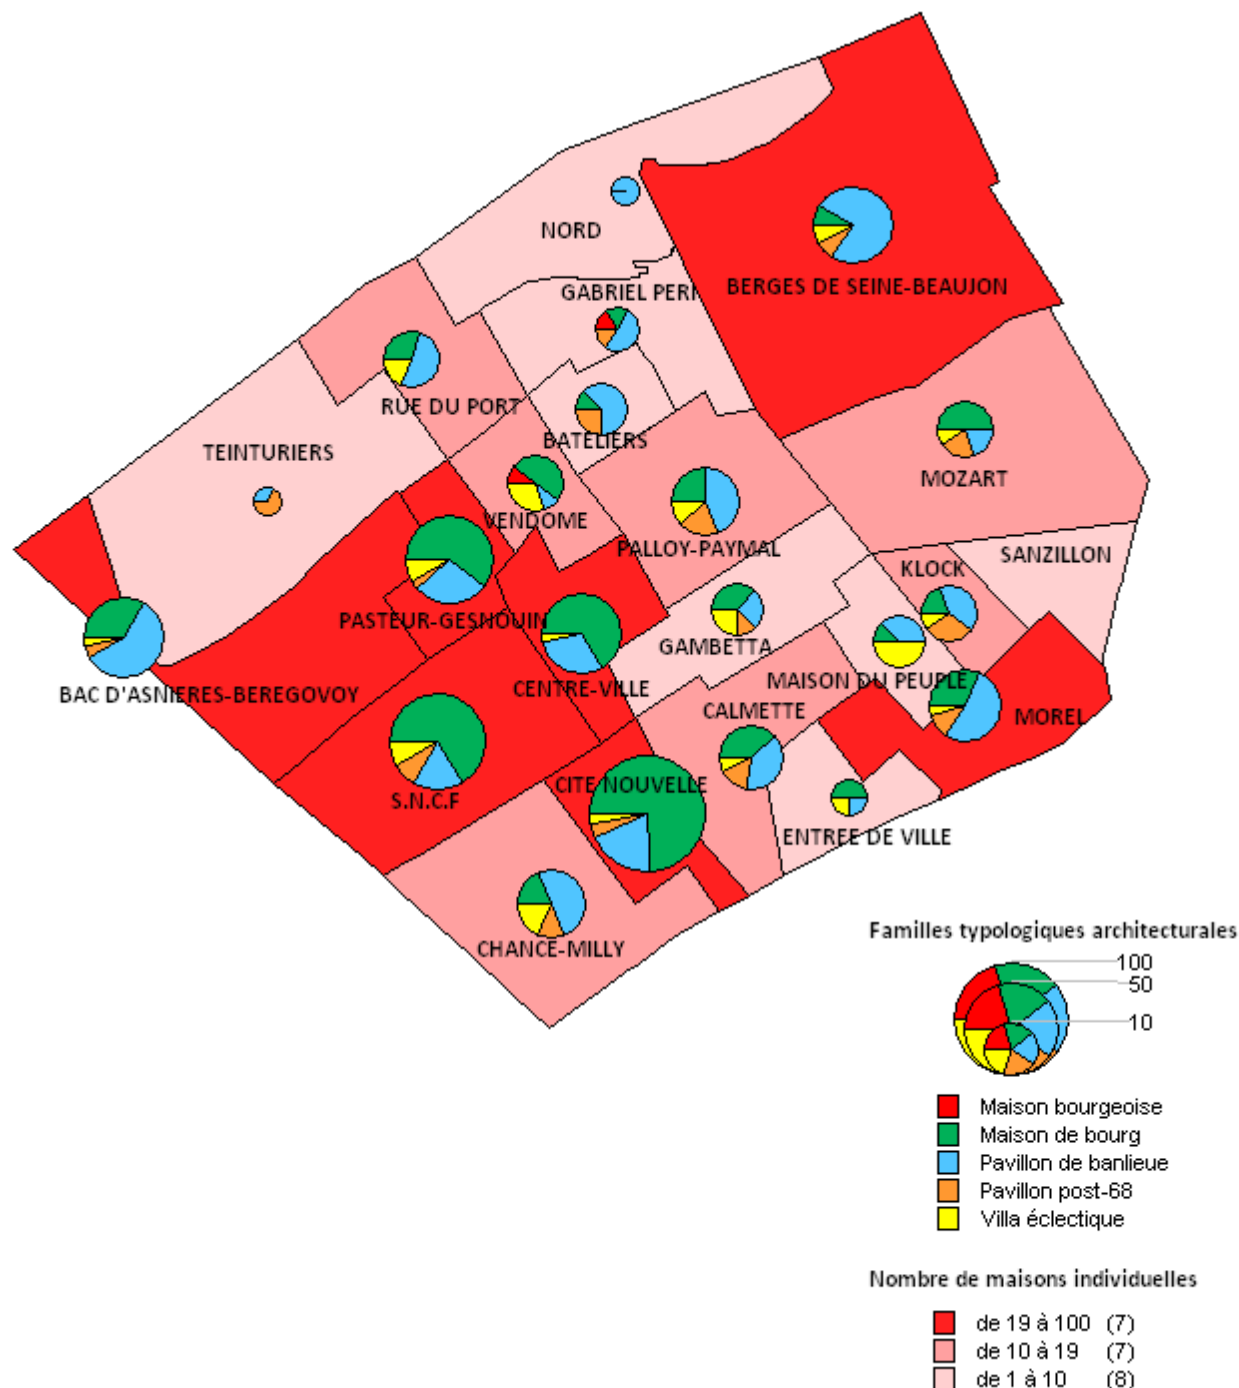 NORD
BERGES DE SEINE-BEAUJON
GABRIEL PERI
RUE DU PORT
BATELIERS
TEINTURIERS
MOZART
VENDOME
PALLOY-PAYMAL
SANZILLON
KLOCK
PASTEUR-GESNOUIN
GAMBETTA
MAISON DU PEUPLE
CENTRE-VILLE
BAC D'ASNIERES-BEREGOVOY
CALMETTE
MOREL
CITE NOUVELLE
S.N.C.F
ENTREE DE VILLE
CHANCE-MILLY
Familles typologiques architecturales
100
50
10
Maison bourgeoise
Maison de bourg
Pavillon de banlieue
Pavillon post-68
Villa éclectique
Nombre de maisons individuelles
de 19 à 100 (7)
de 10 à 19 (7)
de 1 à 10 (8)